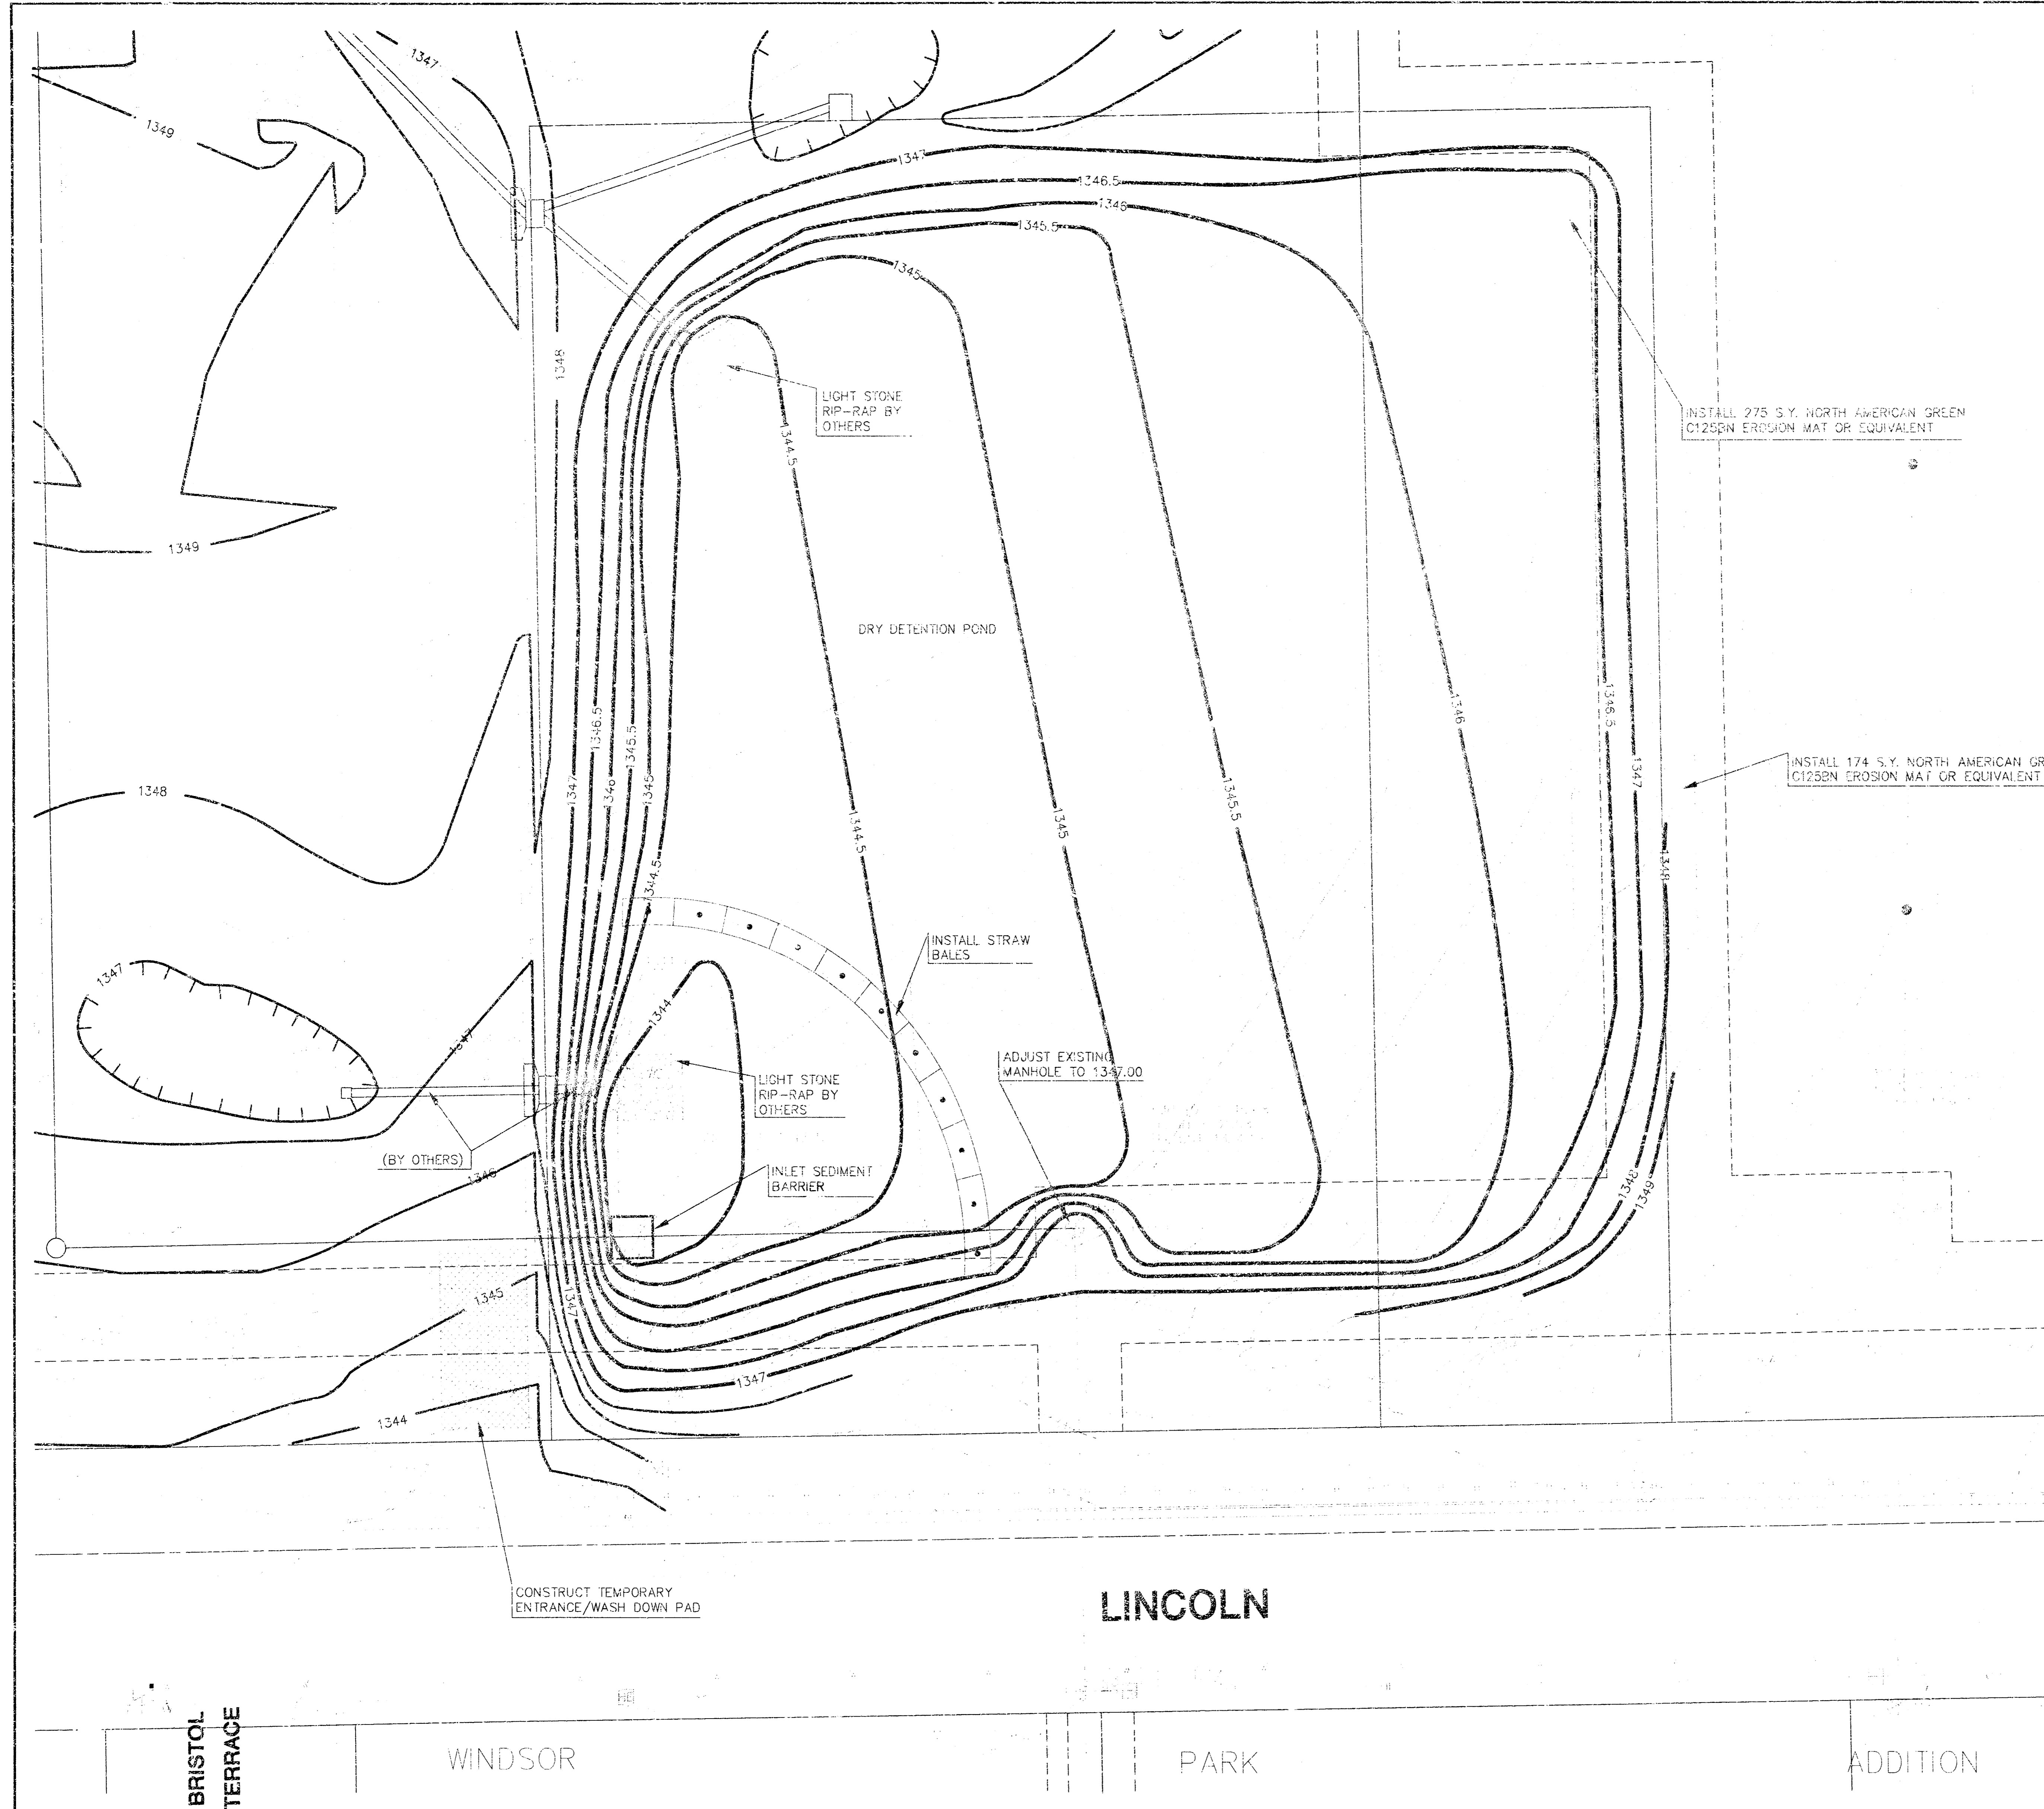 1347
1349
1347
1346.5
1346
1345.5
1345
1348
LIGHT STONE
RIP-RAP BY
OTHERS
INSTALL 275 S.Y. NORTH AMERICAN GREEN
C125BN EROSION MAT OR EQUIVALENT
1344.5
1349
DRY DETENTION POND
1346.5
1346
1346.5
1345.5
1347
1346
1345
1347
1345.5
INSTALL 174 S.Y. NORTH AMERICAN GR
C125BN EROSION MAT OR EQUIVALENT
1348
1345
1344.5
1344.5
1348
INSTALL STRAW
BALES
1347
1344
1347
ADJUST EXISTING
MANHOLE TO 1347.00
LIGHT STONE
RIP-RAP BY
OTHERS
(BY OTHERS)
1346
INLET SEDIMENT
BARRIER
1348
1349
1345
1347
1347
1344
CONSTRUCT TEMPORARY
ENTRANCE/WASH DOWN PAD
LINCOLN
BRISTOL
TERRACE
WINDSOR
PARK
ADDITION